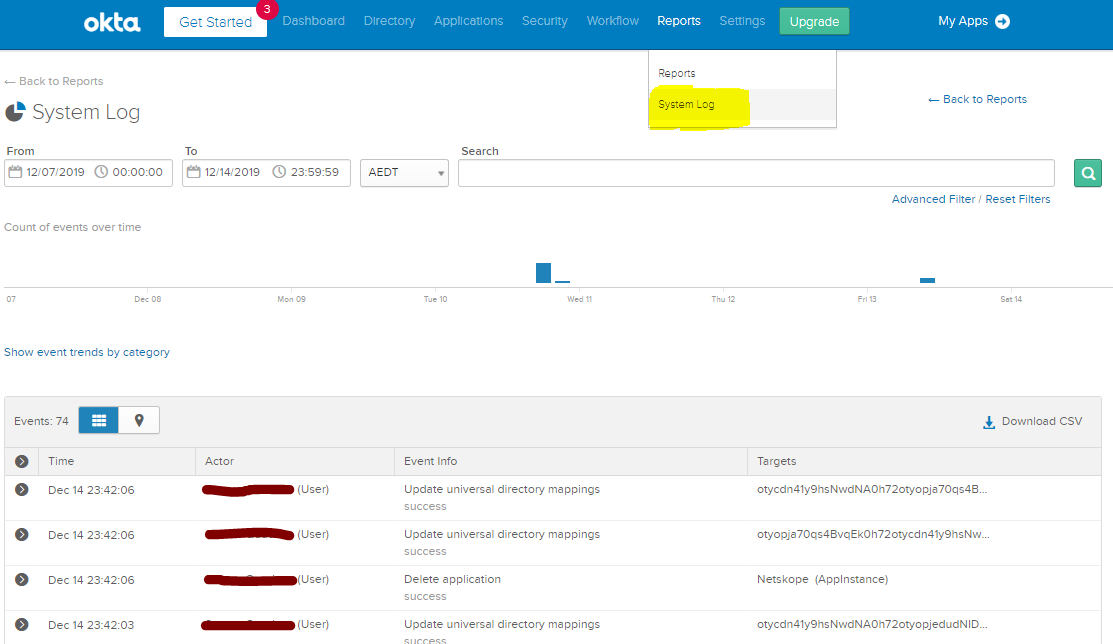 okta
Get Started 3 Dashboard Directory Applications Security Workflow Reports Settings Upgrade My Apps
Reports
System Log
← Back to Reports
← Back to Reports
System Log
From To Search
12/07/2019 00:00:00 12/14/2019 23:59:59 AEDT
Advanced Filter / Reset Filters
Count of events over time
07 Dec 08 Mon 09 Tue 10 Wed 11 Thu 12 Fri 13 Sat 14
Show event trends by category
Events: 74 Download CSV
Time Actor Event Info Targets
Dec 14 23:42:06 (User) Update universal directory mappings otycdn41y9hsNwdNA0h72otyopja70qs4B...
success
Dec 14 23:42:06 (User) Update universal directory mappings otyopja70qs4BvqEk0h72otycdn41y9hsNw...
success
Dec 14 23:42:06 (User) Delete application Netskope (AppInstance)
success
Dec 14 23:42:03 (User) Update universal directory mappings otycdn41y9hsNwdNA0h72otyopjedudNID...
success